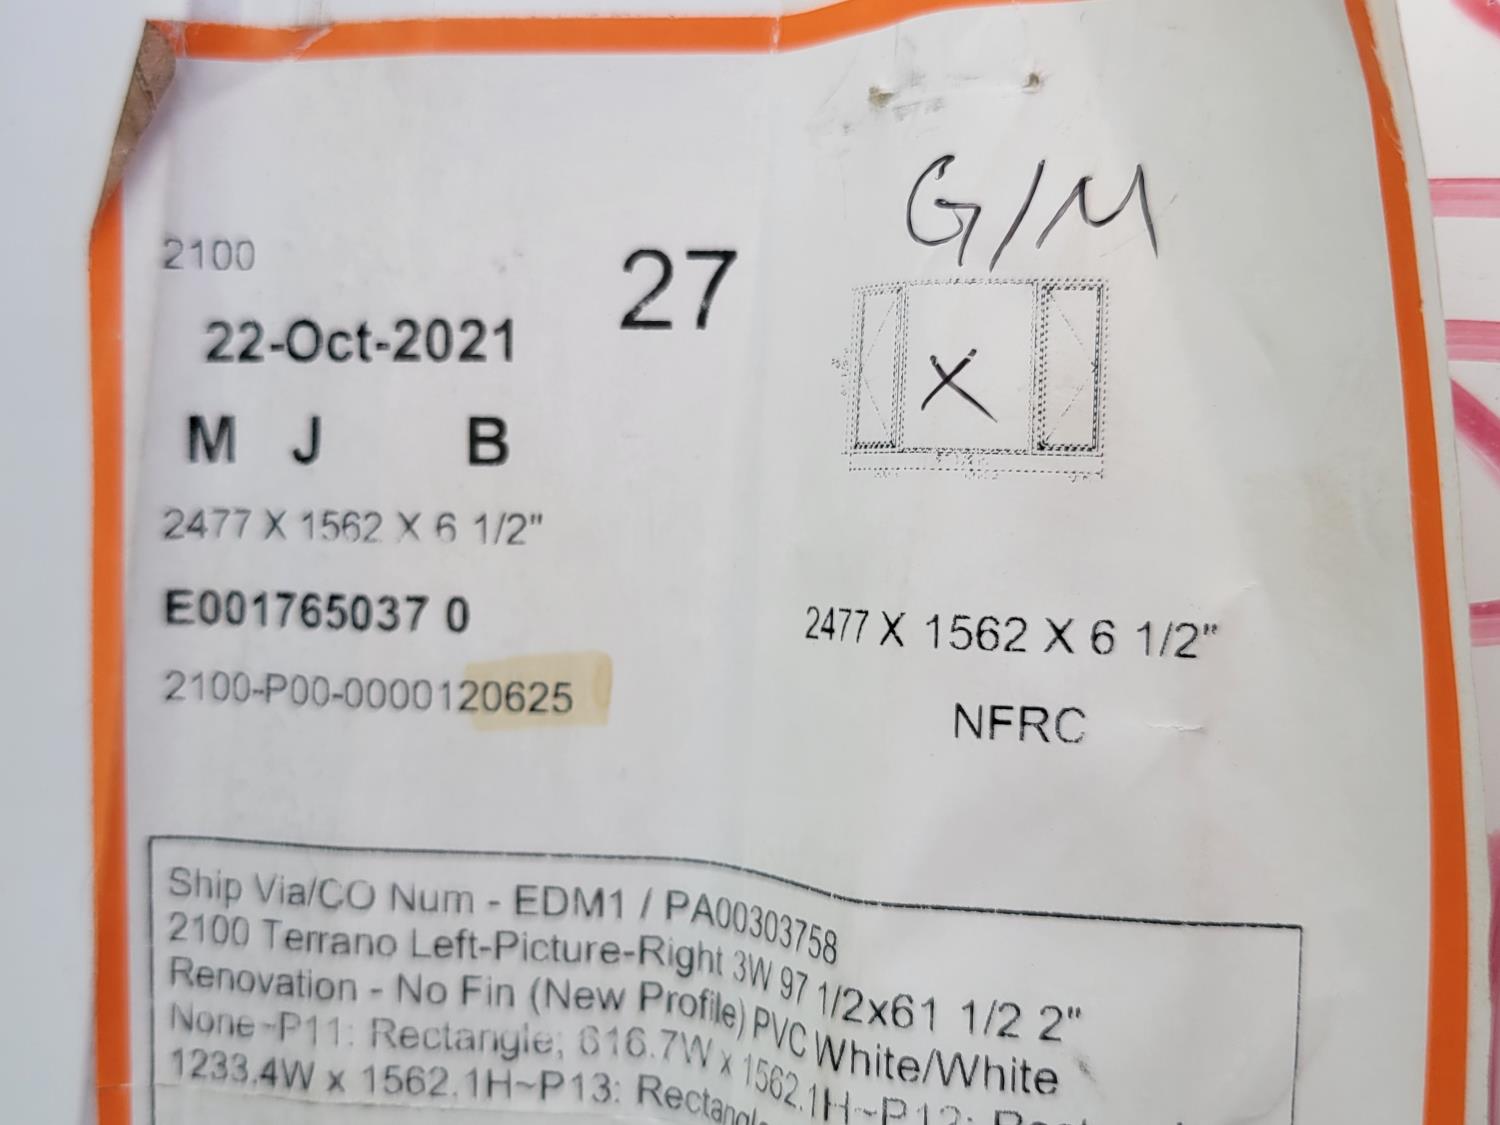 G/M
2100
27
22-Oct-2021
X
M J B
2477 X 1562 X 6 1/2"
E001765037 0
2477 X 1562 X 6 1/2"
2100-P00-0000120625
NFRC
Ship Via/CO Num - EDM1 / PA00303758
2100 Terrano Left-Picture-Right 3W 97 1/2x61 1/2 2"
Renovation - No Fin (New Profile) PVC White/White
None~P11: Rectangle; 616.7W x 1562.1H~P12:
1233.4W x 1562.1H~P13: